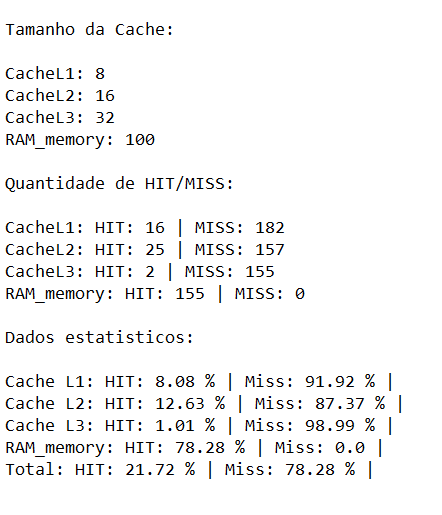 Tamanho da Cache:
CacheL1: 8
CacheL2: 16
CacheL3: 32
RAM_memory: 100
Quantidade de HIT/MISS:
CacheL1: HIT: 16 | MISS: 182
CacheL2: HIT: 25 | MISS: 157
CacheL3: HIT: 2 | MISS: 155
RAM_memory: HIT: 155 | MISS: 0
Dados estatisticos:
Cache L1: HIT: 8.08 % | Miss: 91.92 % |
Cache L2: HIT: 12.63 % | Miss: 87.37 % |
Cache L3: HIT: 1.01 % | Miss: 98.99 % |
RAM_memory: HIT: 78.28 % | Miss: 0.0 |
Total: HIT: 21.72 % | Miss: 78.28 % |